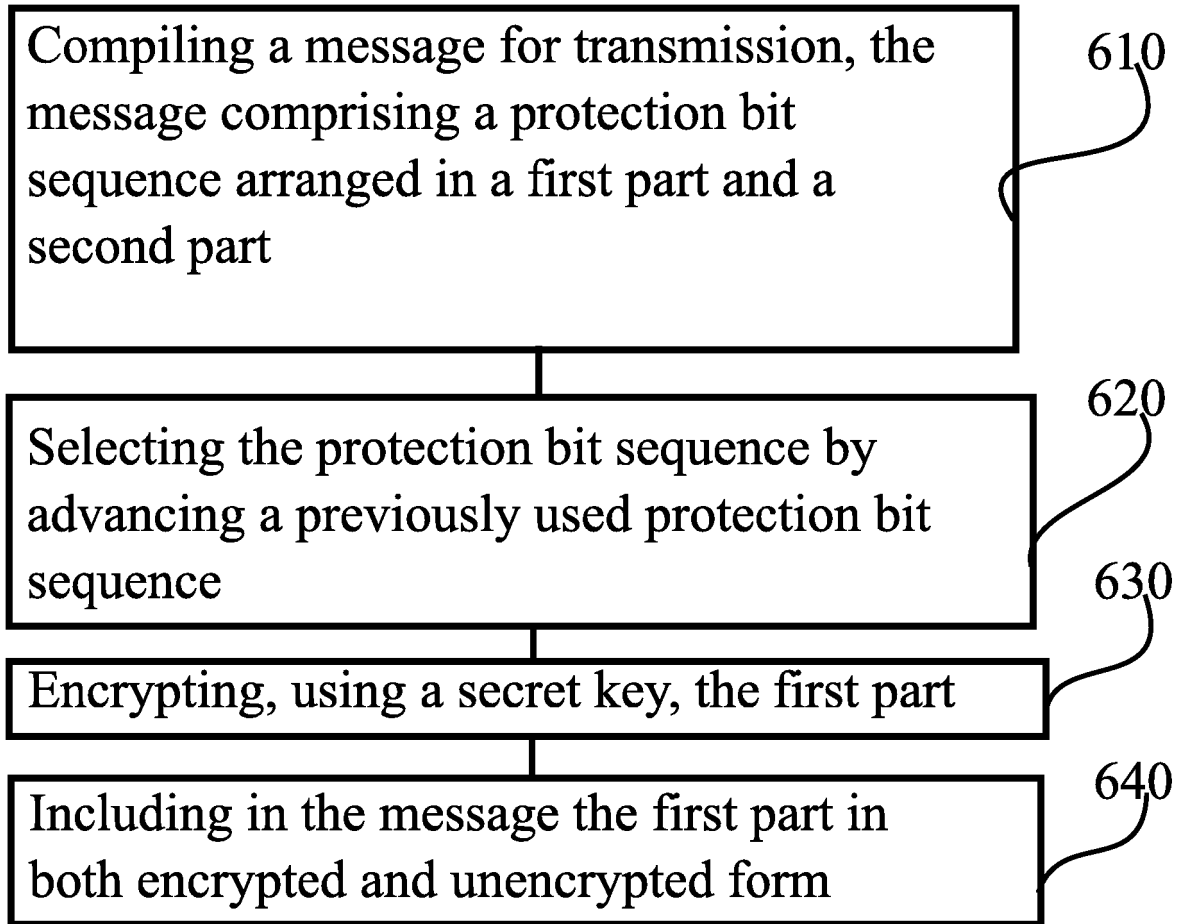 Compiling a message for transmission, the
message comprising a protection bit
sequence arranged in a first part and a
second part
610
Selecting the protection bit sequence by
advancing a previously used protection bit
sequence
620
Encrypting, using a secret key, the first part
630
Including in the message the first part in
both encrypted and unencrypted form
640